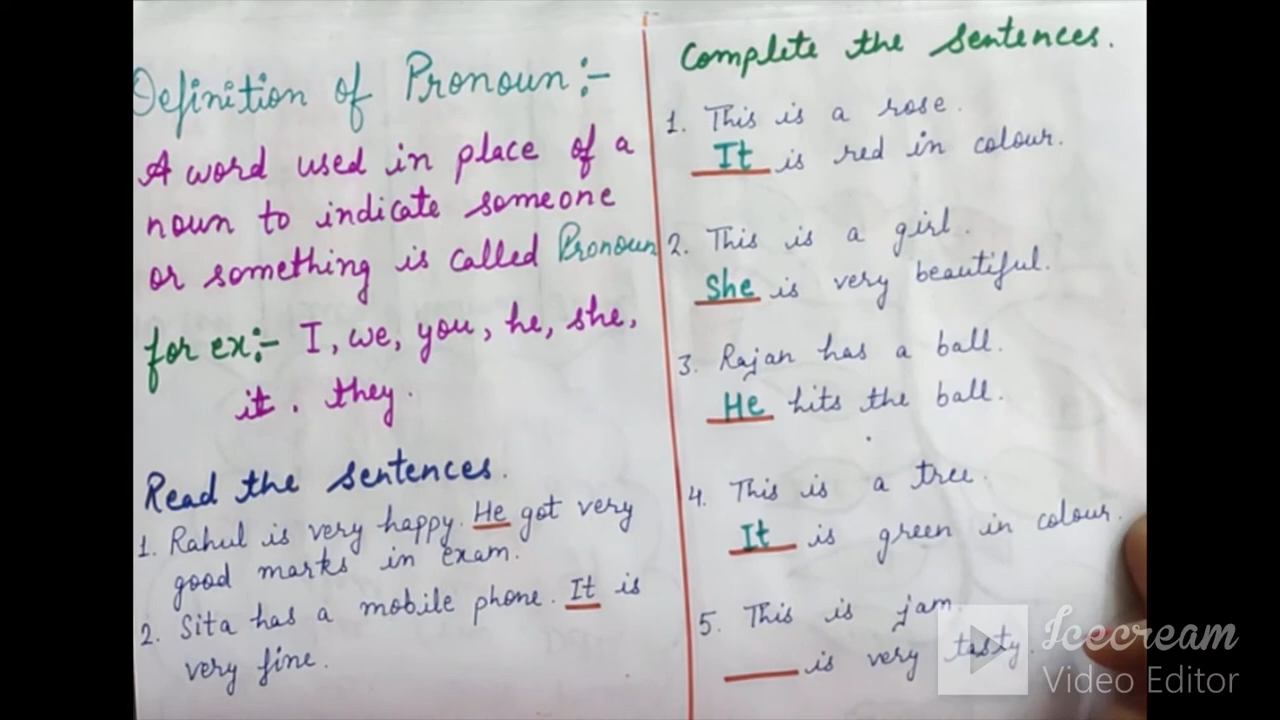 Definition of Pronoun:-
A word used in place of a
noun to indicate someone
or something is called Pronoun
for ex:- I, we, you, he, she,
it, they.
Read the sentences.
1. Rahul is very happy. He got very
good marks in exam.
2. Sita has a mobile phone. It is
very fine.
Complete the sentences.
1. This is a rose.
It is red in colour.
2. This is a girl.
She is very beautiful.
3. Rajan has a ball.
He hits the ball.
4. This is a tree.
It is green in colour.
5. This is jam.
____ is very tasty.
Icecream
Video Editor